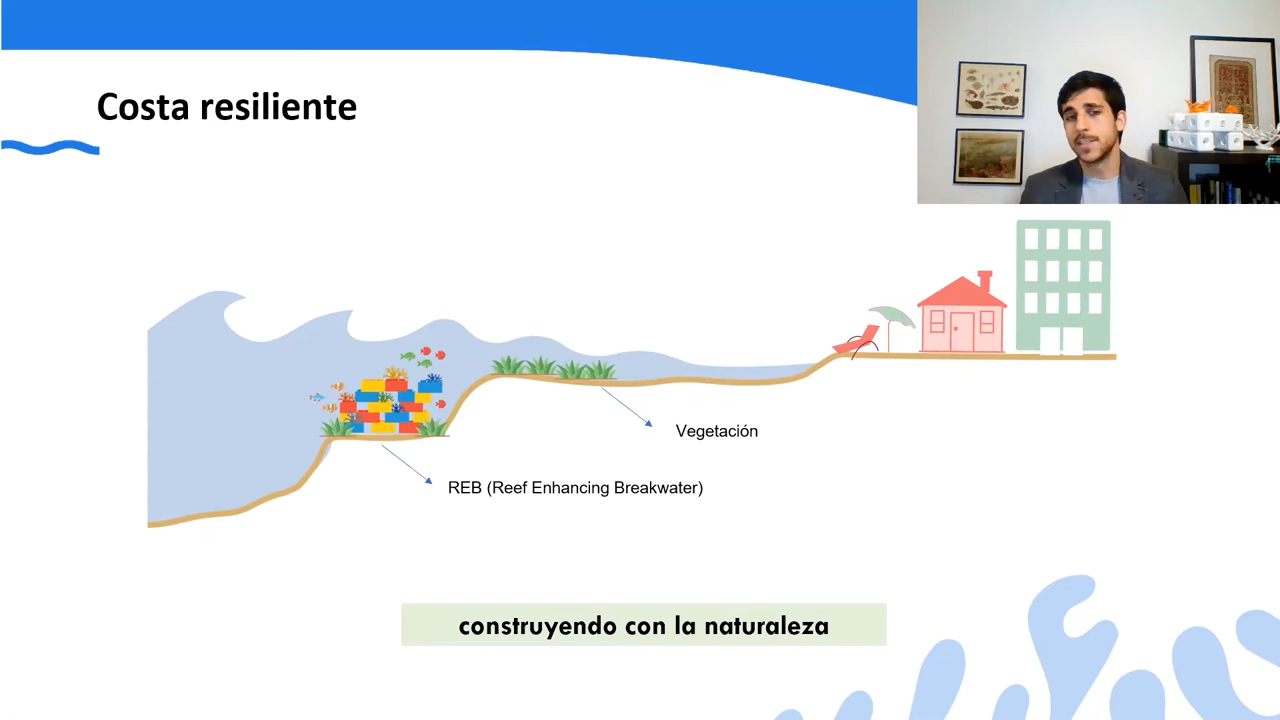 Costa resiliente
Vegetación
REB (Reef Enhancing Breakwater)
construyendo con la naturaleza